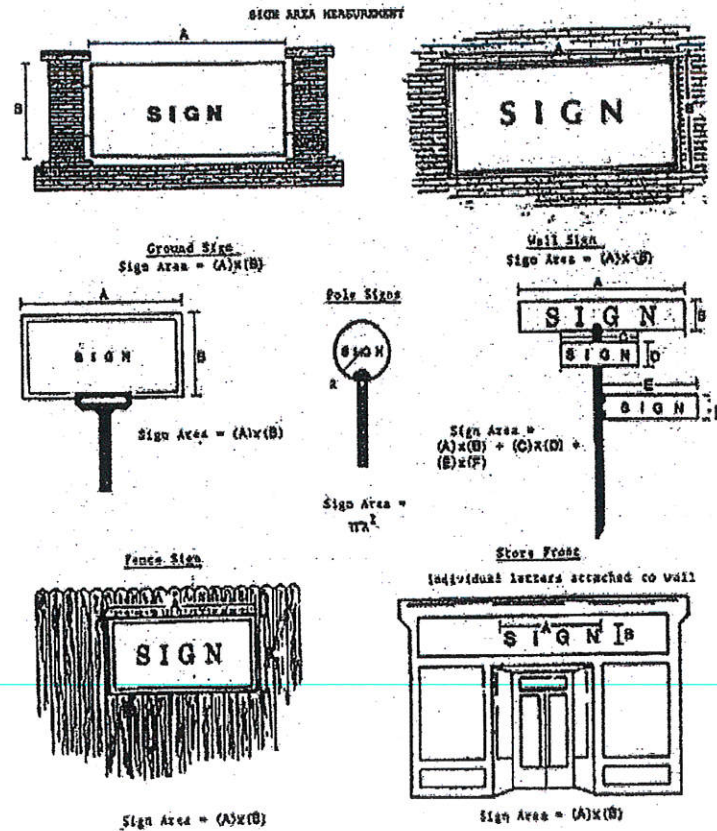 SIGN AREA MEASUREMENT
A
B
SIGN
A
B
SIGN
Ground Sign
Sign Area = (A)x(B)
Wall Sign
Sign Area = (A)x(B)
A
B
SIGN
Sign Area = (A)x(B)
Pole Signs
SIGN
R
Sign Area =
A
SIGN
B
C
SIGN
D
E
SIGN
Sign Area =
(A)x(B) + (C)x(D) +
(E)x(F)
Fence Sign
SIGN
Sign Area = (A)x(B)
Store Front
individual letters attached to wall
A
SIGN
B
Sign Area = (A)x(B)